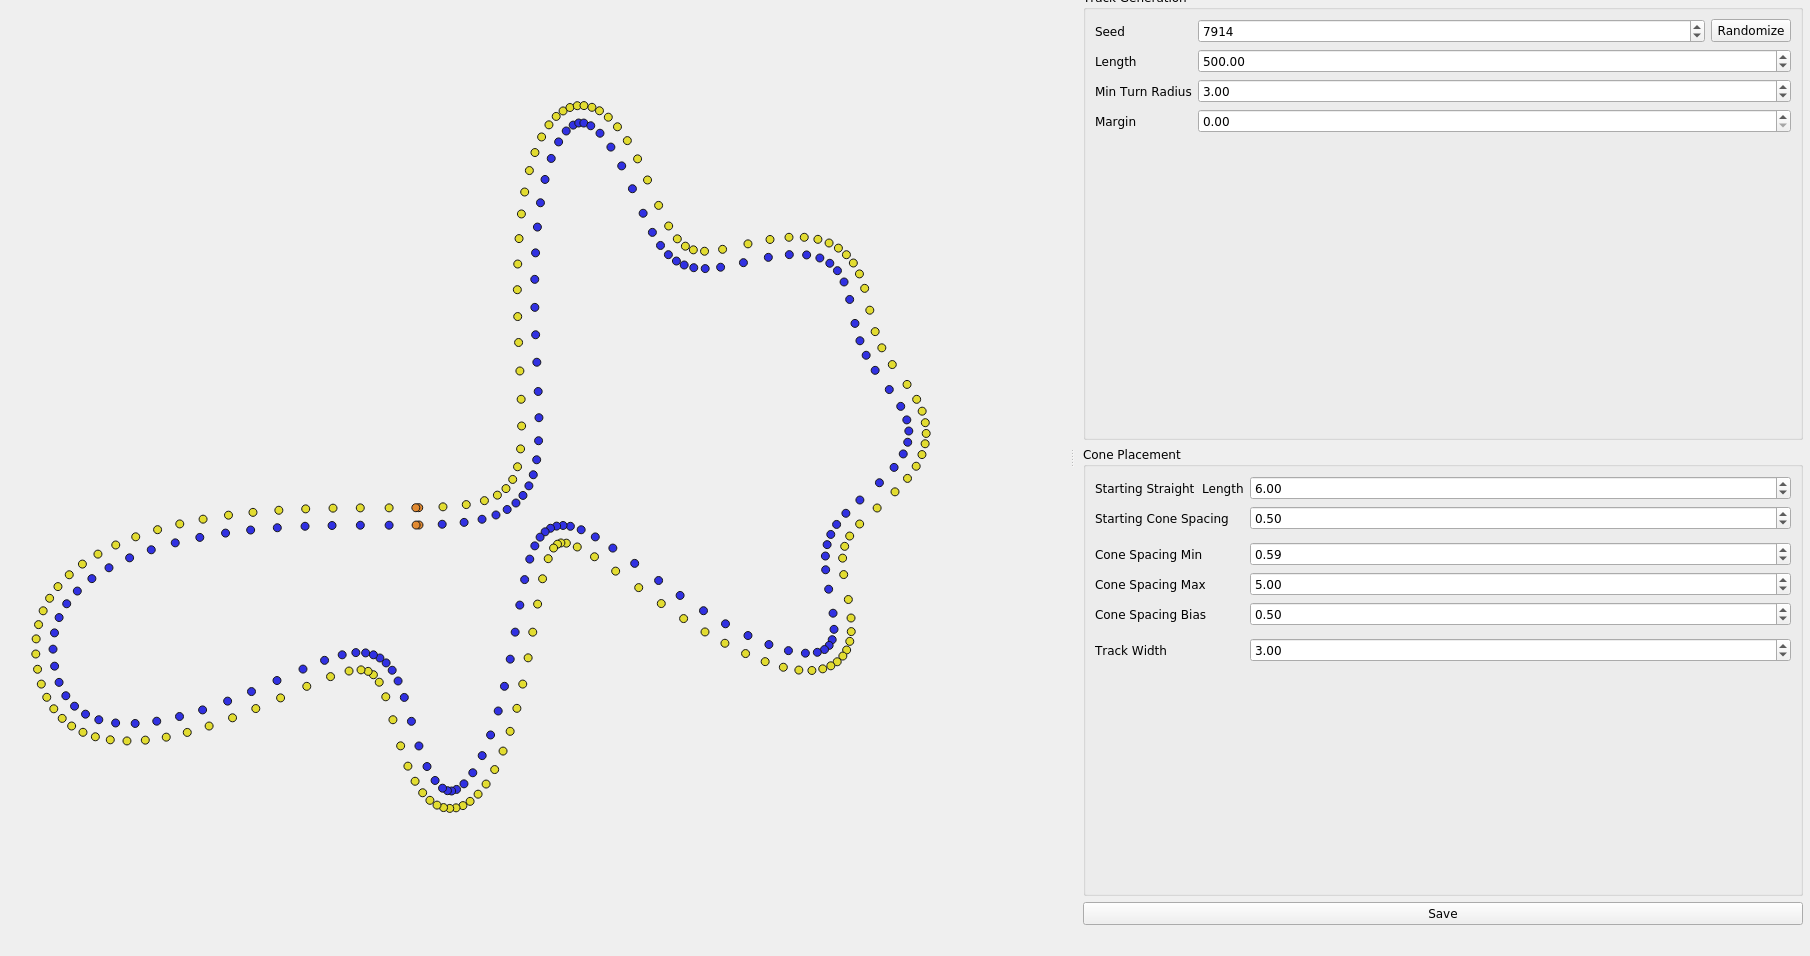 Track Generation
Seed 7914 Randomize
Length 500.00
Min Turn Radius 3.00
Margin 0.00
Cone Placement
Starting Straight Length 6.00
Starting Cone Spacing 0.50
Cone Spacing Min 0.59
Cone Spacing Max 5.00
Cone Spacing Bias 0.50
Track Width 3.00
Save